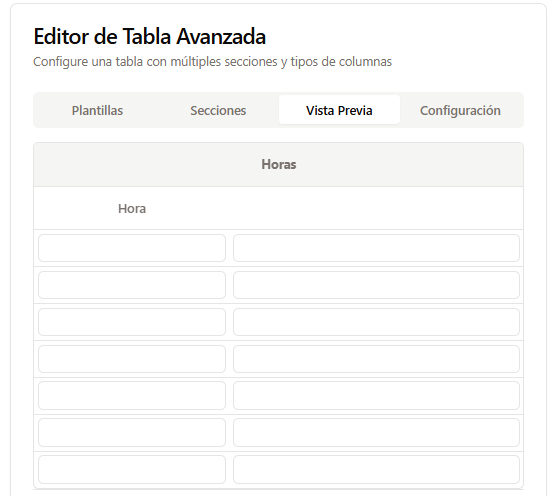 Editor de Tabla Avanzada
Configure una tabla con múltiples secciones y tipos de columnas
Plantillas Secciones Vista Previa Configuración
Horas
Hora